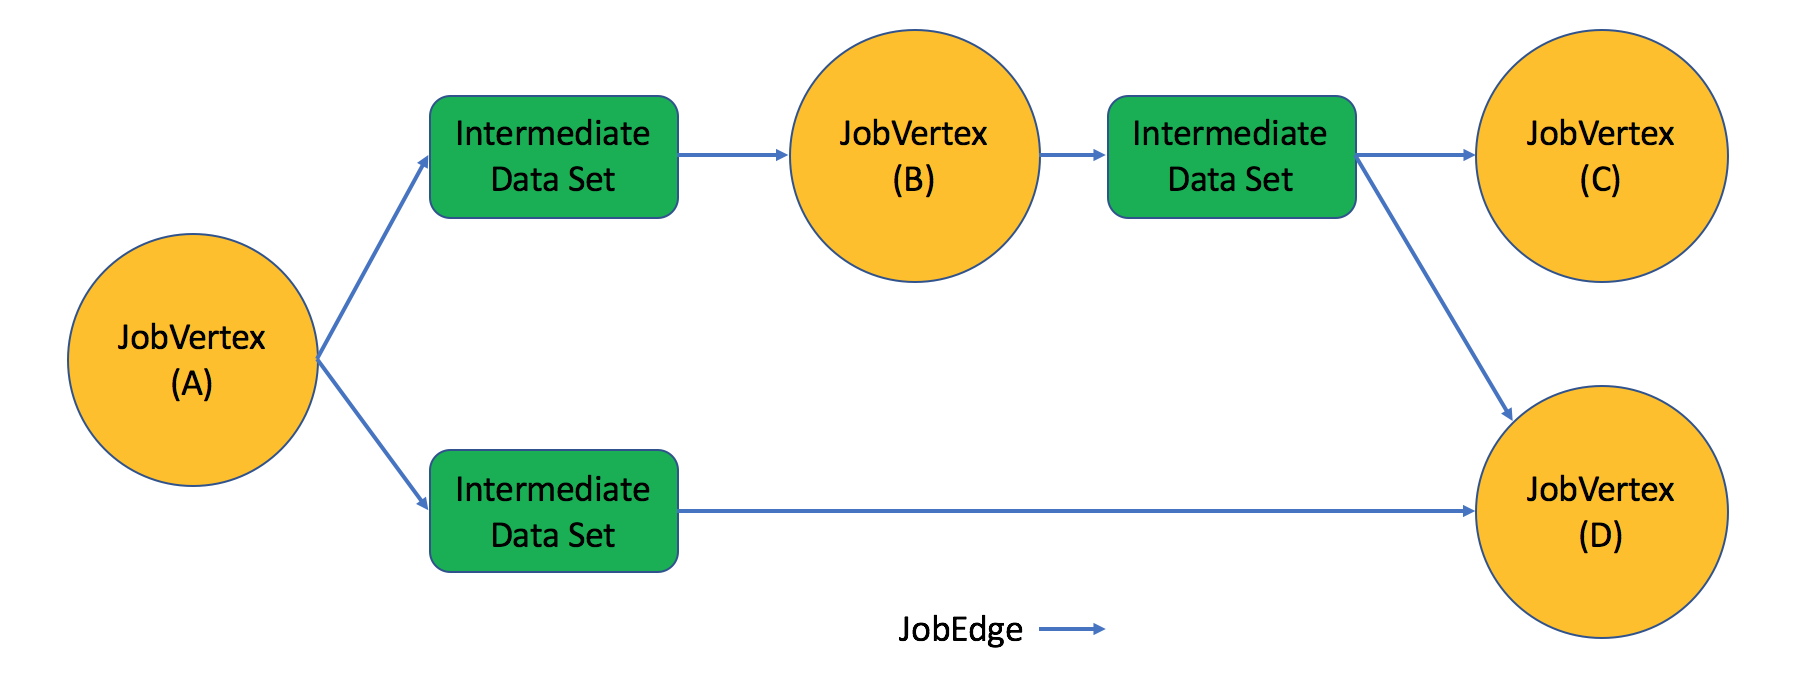 JobVertex
(A)
Intermediate
Data Set
JobVertex
(B)
Intermediate
Data Set
JobVertex
(C)
Intermediate
Data Set
JobVertex
(D)
JobEdge